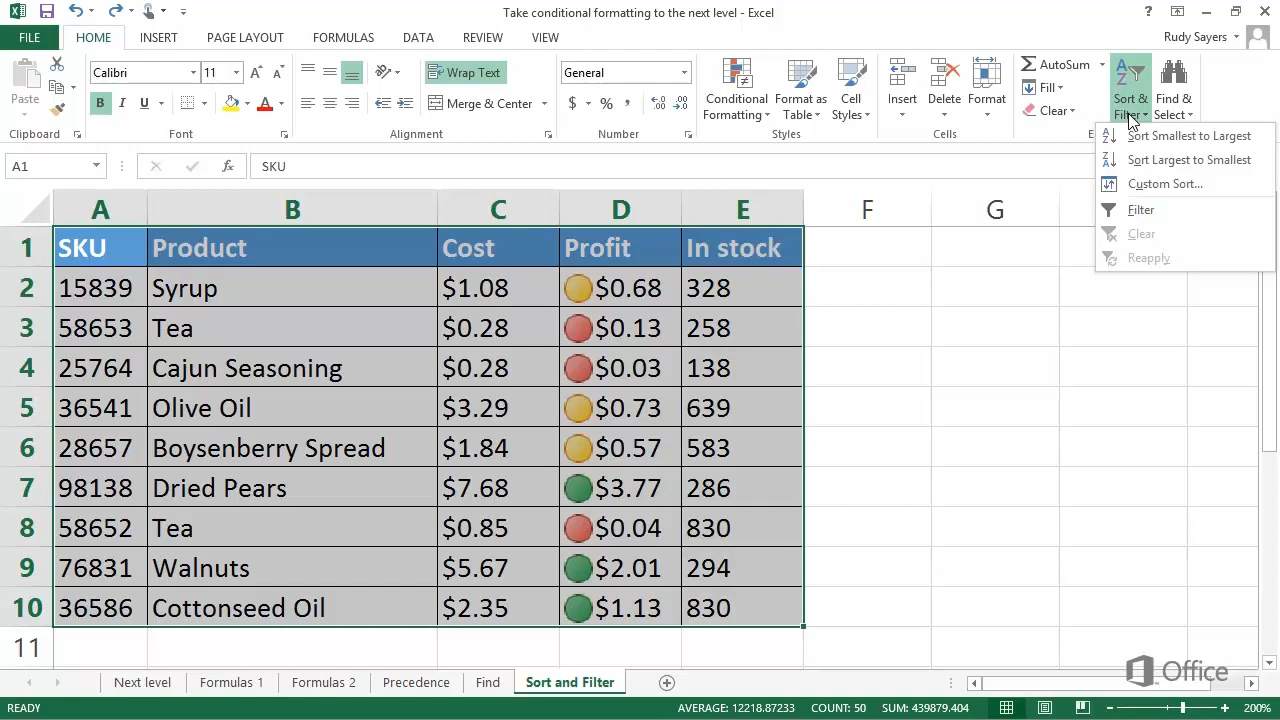 Take conditional formatting to the next level - Excel
FILE HOME INSERT PAGE LAYOUT FORMULAS DATA REVIEW VIEW Rudy Sayers
Paste
Calibri 11
B I U A
Wrap Text
Merge & Center
General
$ % ,
Conditional Formatting
Format as Table
Cell Styles
Insert Delete Format
AutoSum
Fill
Clear
Sort & Filter
Find & Select
Clipboard Font Alignment Number Styles Cells
Sort Smallest to Largest
Sort Largest to Smallest
Custom Sort...
Filter
Clear
Reapply
A1 fx SKU
A B C D E F G
1 SKU Product Cost Profit In stock
2 15839 Syrup $1.08 $0.68 328
3 58653 Tea $0.28 $0.13 258
4 25764 Cajun Seasoning $0.28 $0.03 138
5 36541 Olive Oil $3.29 $0.73 639
6 28657 Boysenberry Spread $1.84 $0.57 583
7 98138 Dried Pears $7.68 $3.77 286
8 58652 Tea $0.85 $0.04 830
9 76831 Walnuts $5.67 $2.01 294
10 36586 Cottonseed Oil $2.35 $1.13 830
11
Office
Next level Formulas 1 Formulas 2 Precedence Find Sort and Filter
READY AVERAGE: 12218.87233 COUNT: 50 SUM: 439879.404 200%